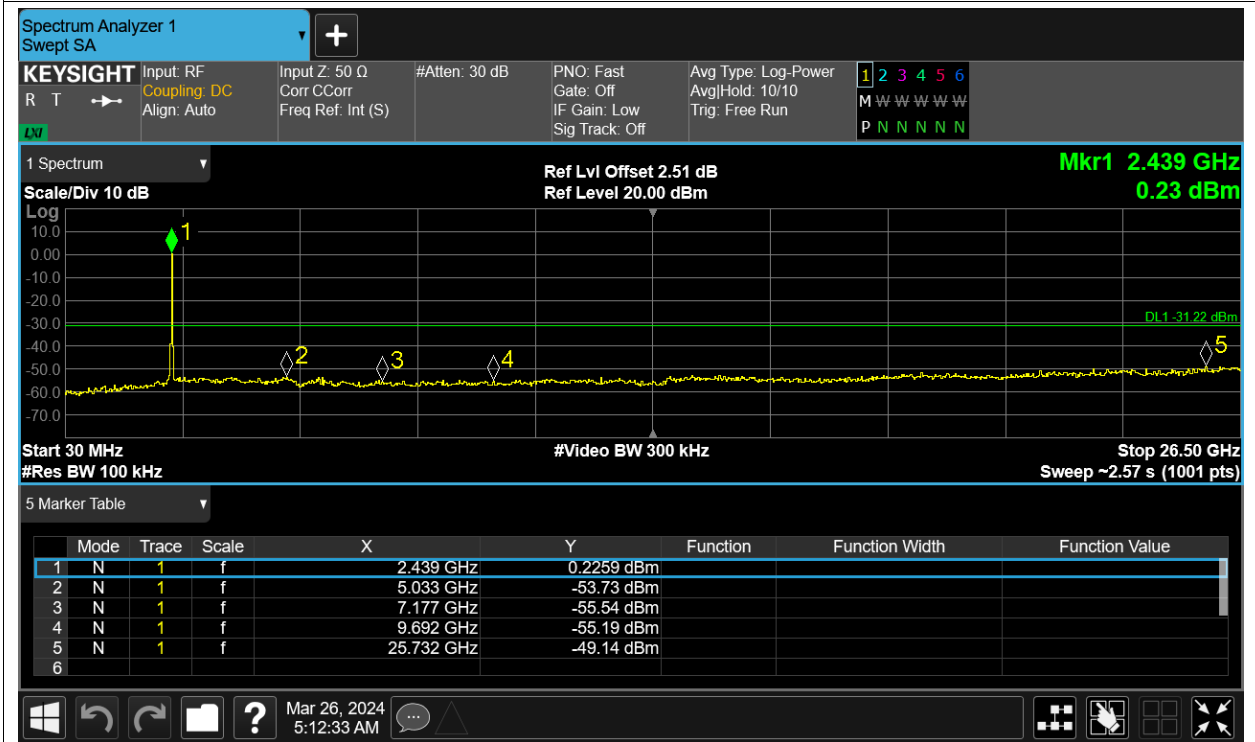 Spectrum Analyzer 1
Swept SA
KEYSIGHT
R T
LXI
Input: RF
Coupling: DC
Align: Auto
Input Z: 50 Ω
Corr CCorr
Freq Ref: Int (S)
#Atten: 30 dB
PNO: Fast
Gate: Off
IF Gain: Low
Sig Track: Off
Avg Type: Log-Power
Avg|Hold: 10/10
Trig: Free Run
1 2 3 4 5 6
M W W W W W
P N N N N N
1 Spectrum
Scale/Div 10 dB
Ref Lvl Offset 2.51 dB
Ref Level 20.00 dBm
Mkr1 2.439 GHz
0.23 dBm
Log
10.0
0.00
-10.0
-20.0
-30.0
-40.0
-50.0
-60.0
-70.0
1
2
3
4
5
DL1 -31.22 dBm
Start 30 MHz
#Res BW 100 kHz
#Video BW 300 kHz
Stop 26.50 GHz
Sweep ~2.57 s (1001 pts)
5 Marker Table
Mode Trace Scale X Y Function Function Width Function Value
1 N 1 f 2.439 GHz 0.2259 dBm
2 N 1 f 5.033 GHz -53.73 dBm
3 N 1 f 7.177 GHz -55.54 dBm
4 N 1 f 9.692 GHz -55.19 dBm
5 N 1 f 25.732 GHz -49.14 dBm
6
?
Mar 26, 2024
5:12:33 AM